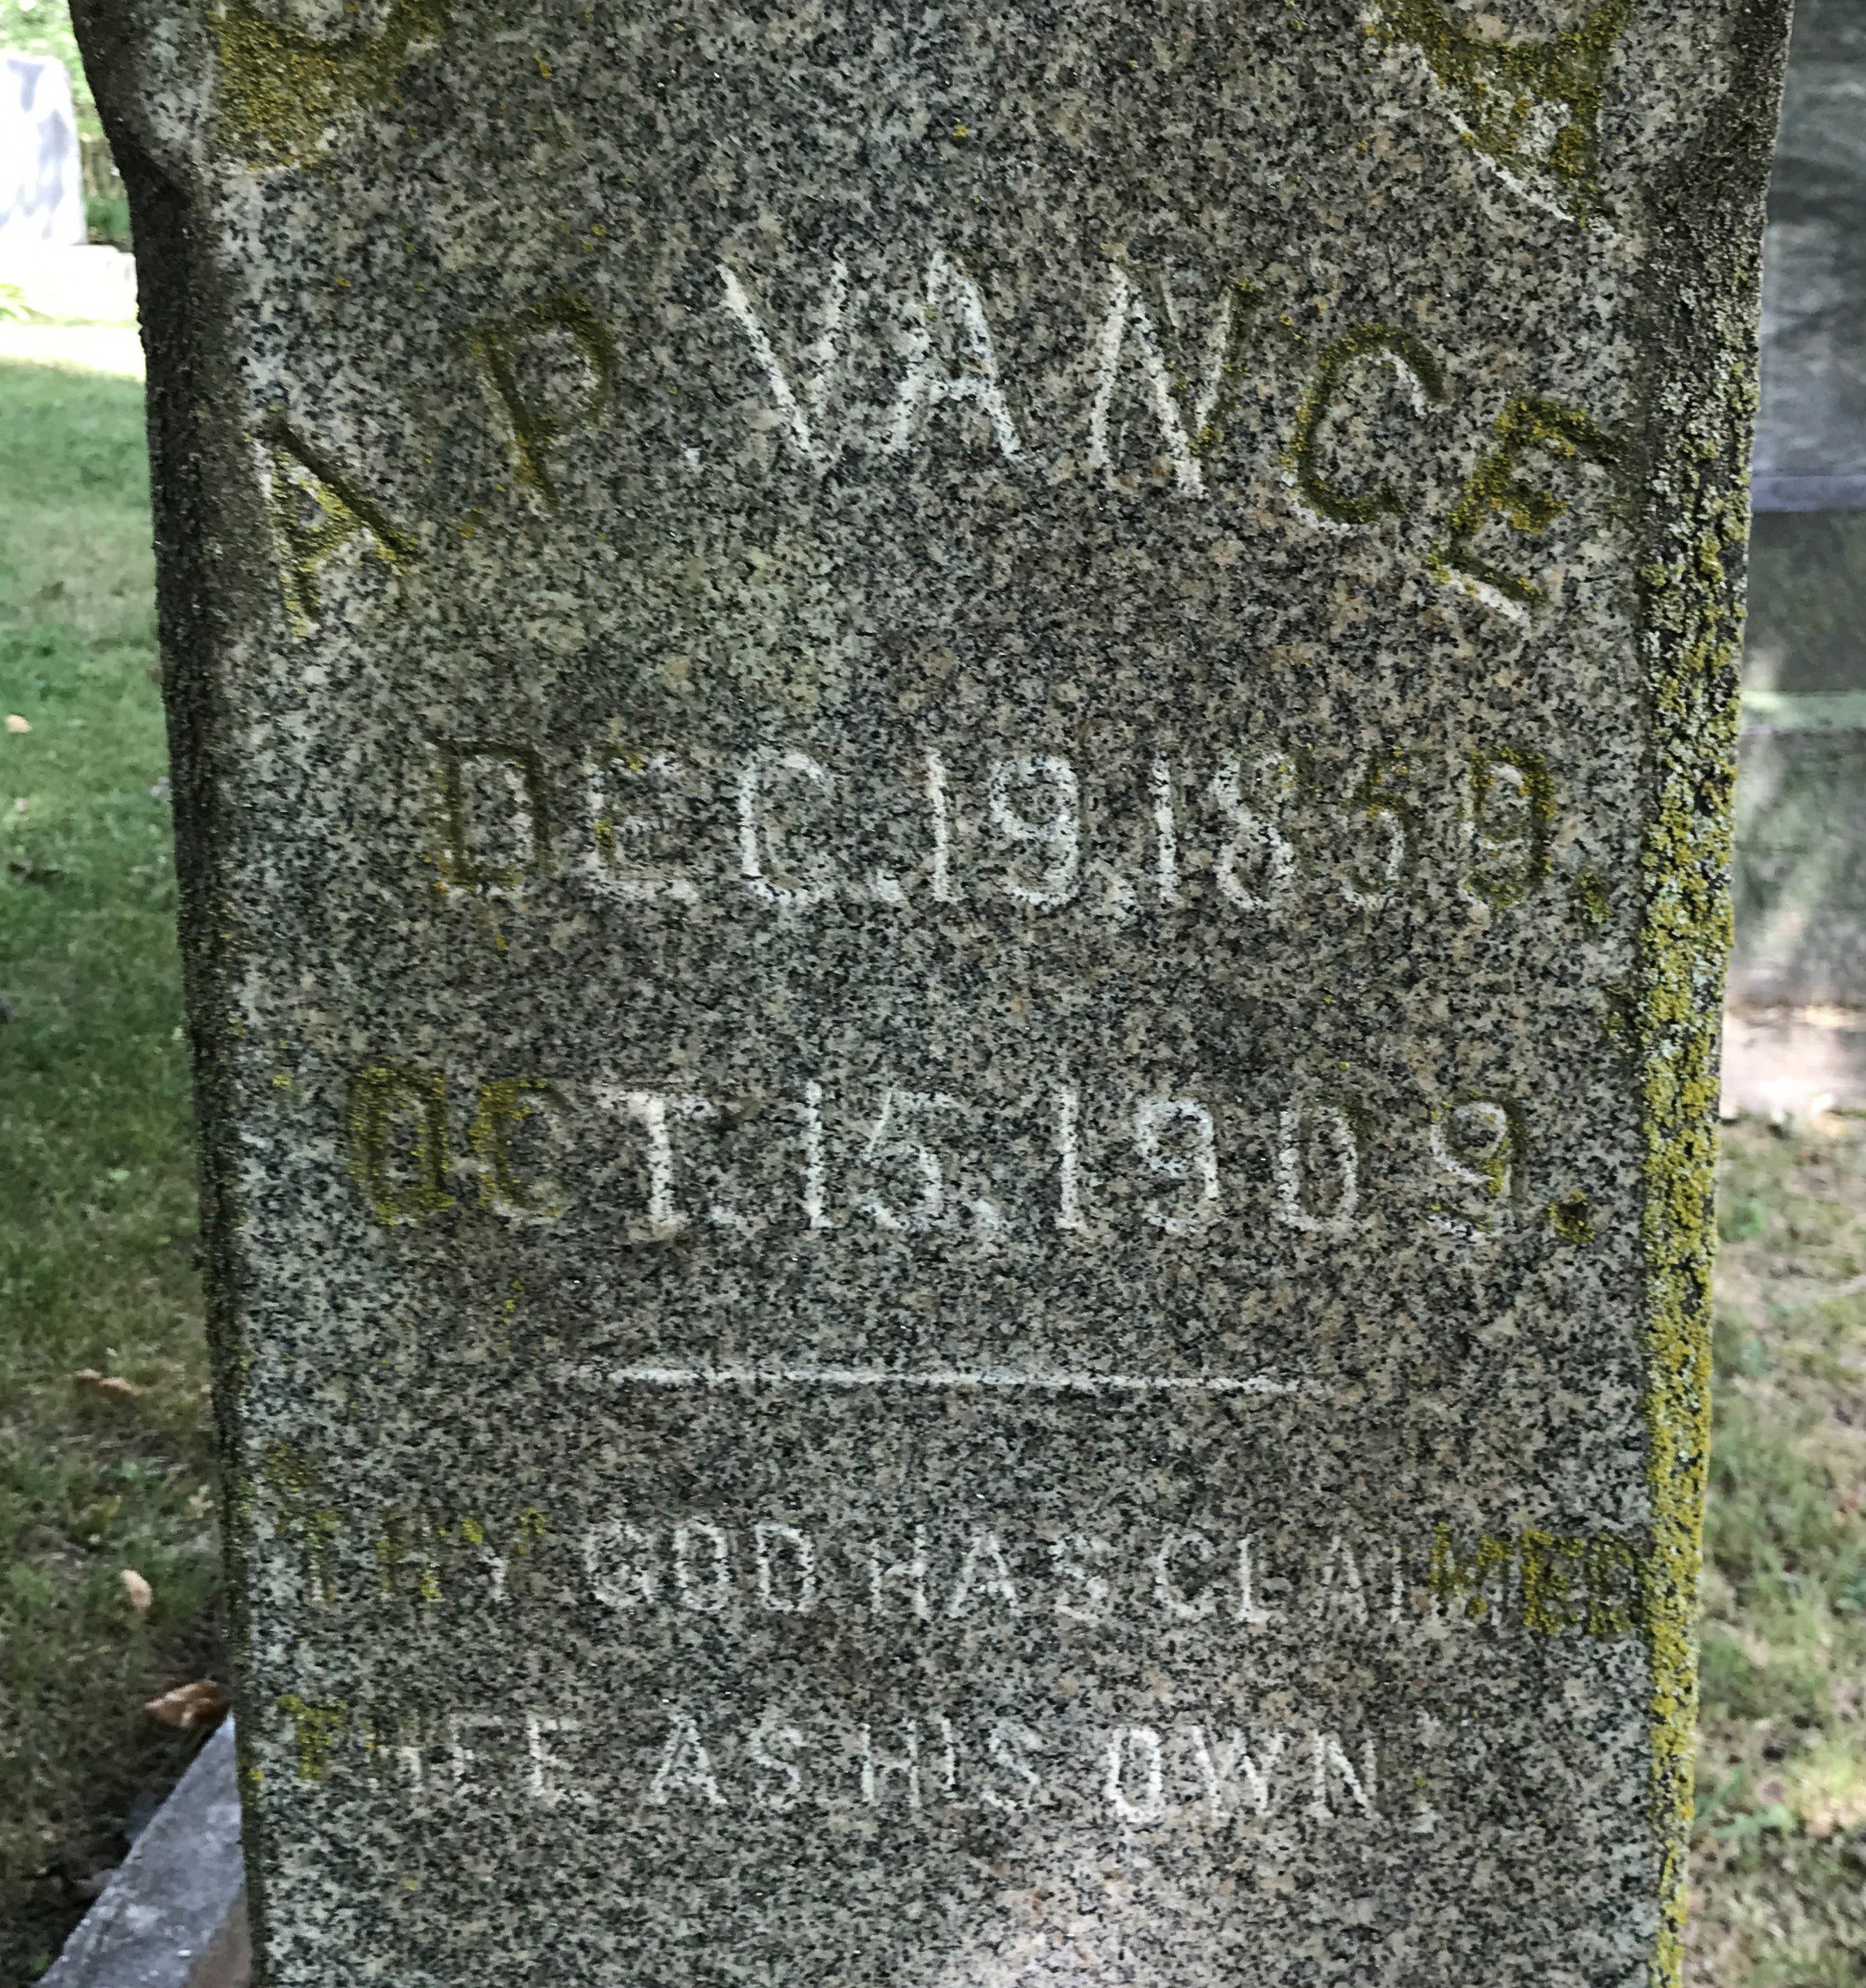 A.P. VANCE
DEC. 19, 1859.
OCT. 15, 1909.
"THY GOD HAS CLAIMED
THEE AS HIS OWN."